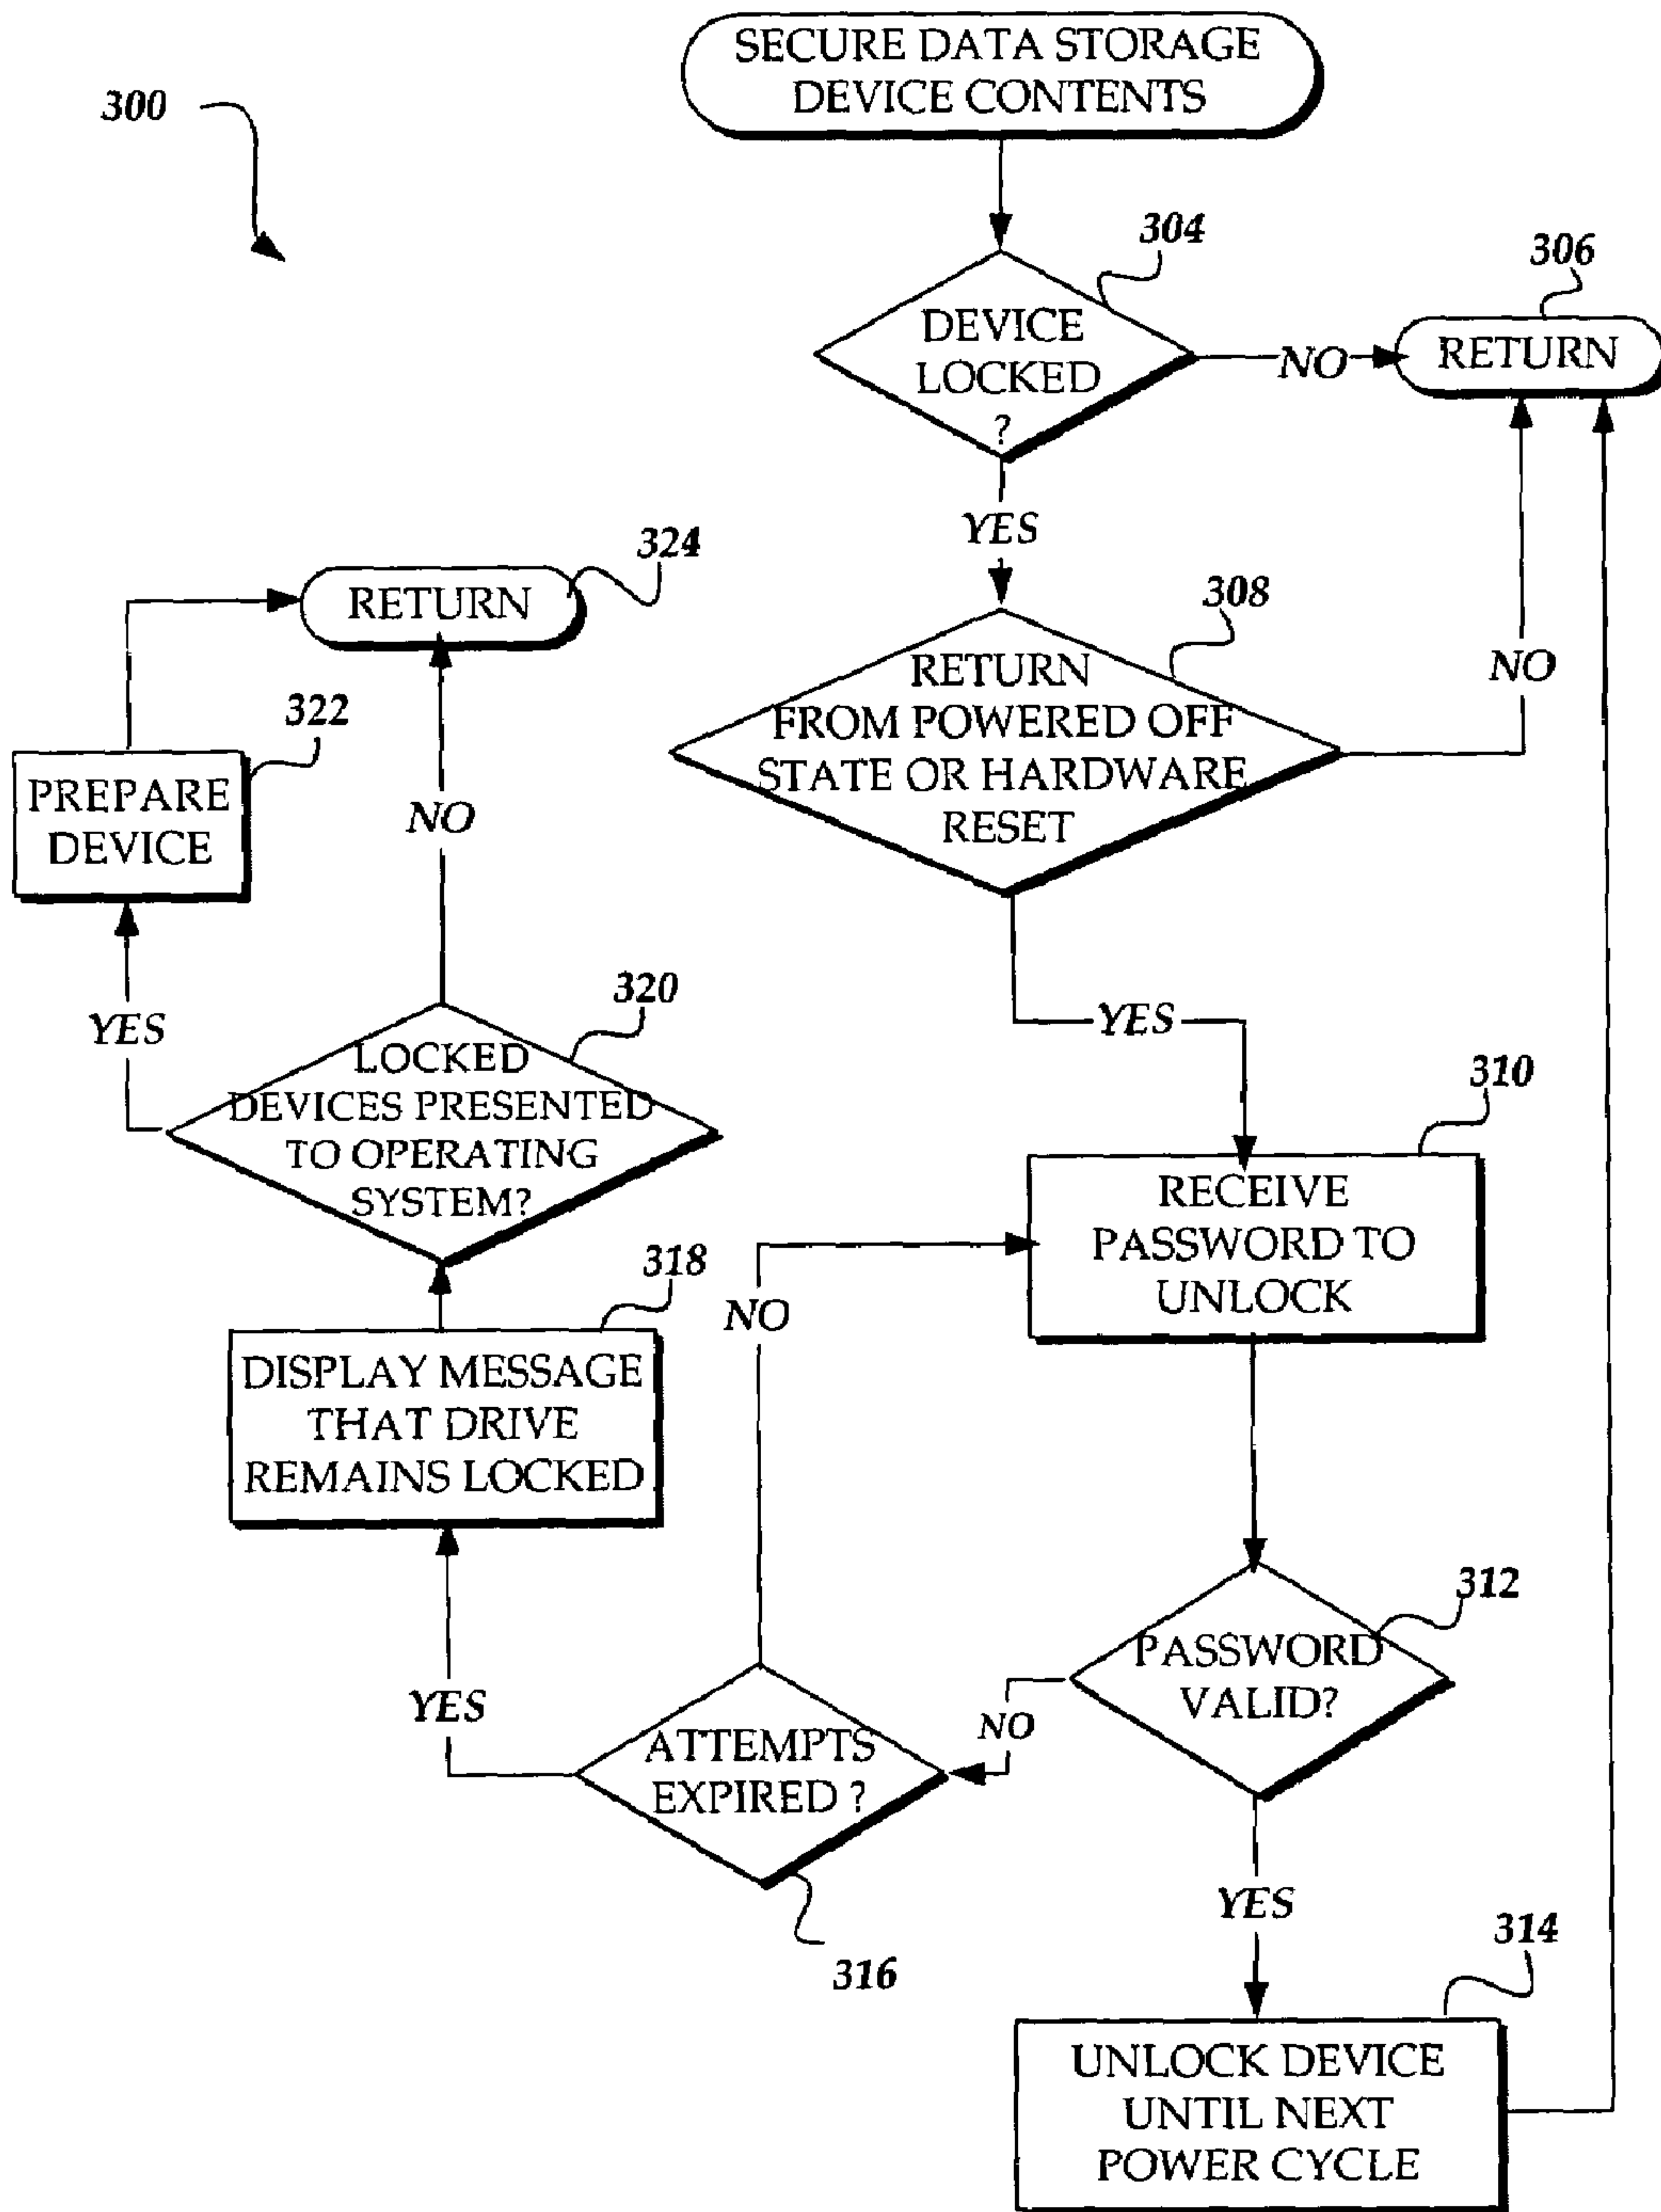 SECURE DATA STORAGE
DEVICE CONTENTS
300
304
DEVICE
LOCKED
?
NO
306
RETURN
YES
324
RETURN
308
RETURN
FROM POWERED OFF
STATE OR HARDWARE
RESET
NO
322
PREPARE
DEVICE
NO
YES
320
LOCKED
DEVICES PRESENTED
TO OPERATING
SYSTEM?
YES
310
RECEIVE
PASSWORD TO
UNLOCK
318
DISPLAY MESSAGE
THAT DRIVE
REMAINS LOCKED
NO
312
PASSWORD
VALID?
YES
NO
ATTEMPTS
EXPIRED ?
316
YES
314
UNLOCK DEVICE
UNTIL NEXT
POWER CYCLE